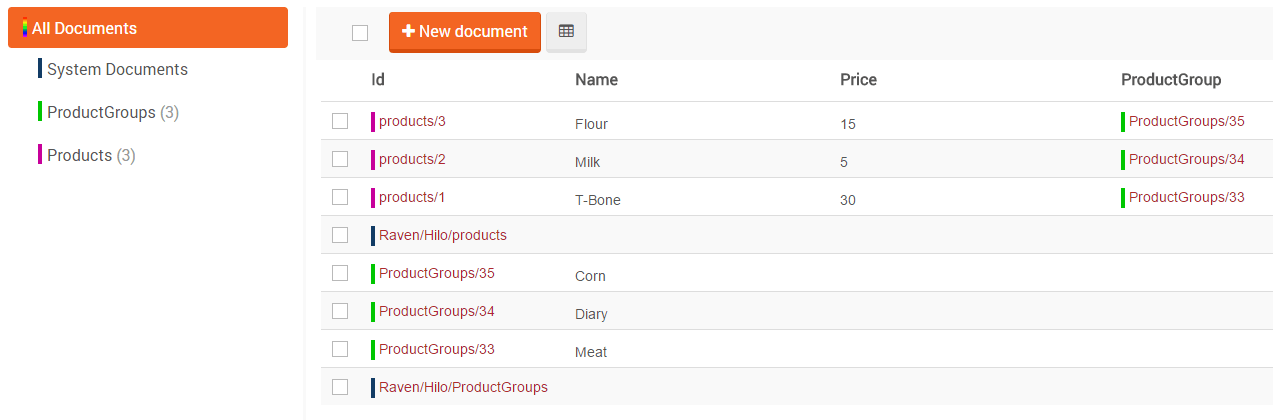 All Documents
System Documents
ProductGroups (3)
Products (3)
New document
Id Name Price ProductGroup
products/3 Flour 15 ProductGroups/35
products/2 Milk 5 ProductGroups/34
products/1 T-Bone 30 ProductGroups/33
Raven/Hilo/products
ProductGroups/35 Corn
ProductGroups/34 Diary
ProductGroups/33 Meat
Raven/Hilo/ProductGroups